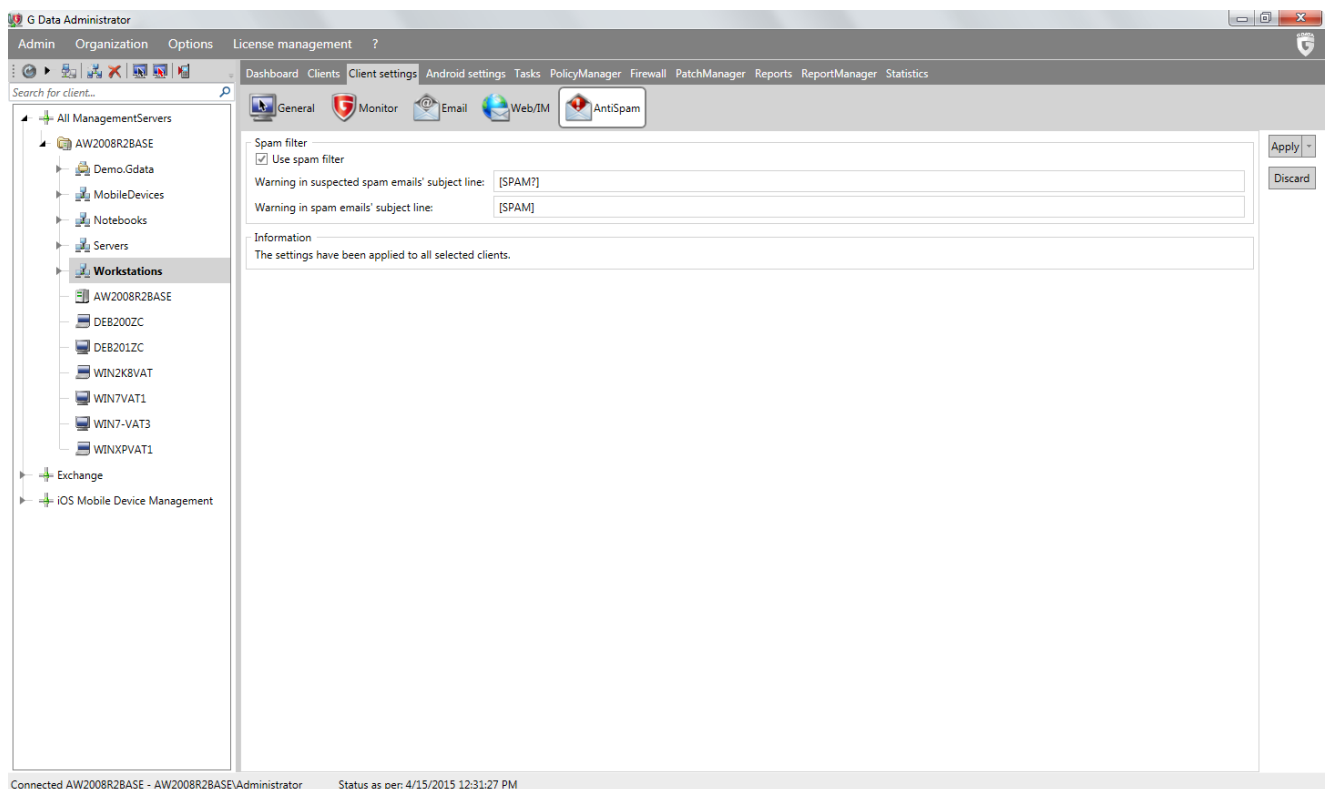 G Data Administrator
Admin Organization Options License management ?
Dashboard Clients Client settings Android settings Tasks PolicyManager Firewall PatchManager Reports ReportManager Statistics
Search for client...
General Monitor Email Web/IM AntiSpam
All ManagementServers
AW2008R2BASE
Demo.Gdata
MobileDevices
Notebooks
Servers
Workstations
AW2008R2BASE
DEB200ZC
DEB201ZC
WIN2K8VAT
WIN7VAT1
WIN7-VAT3
WINXPVAT1
Exchange
iOS Mobile Device Management
Spam filter
Use spam filter
Warning in suspected spam emails' subject line: [SPAM?]
Warning in spam emails' subject line: [SPAM]
Information
The settings have been applied to all selected clients.
Apply
Discard
Connected AW2008R2BASE - AW2008R2BASE\Administrator Status as per: 4/15/2015 12:31:27 PM